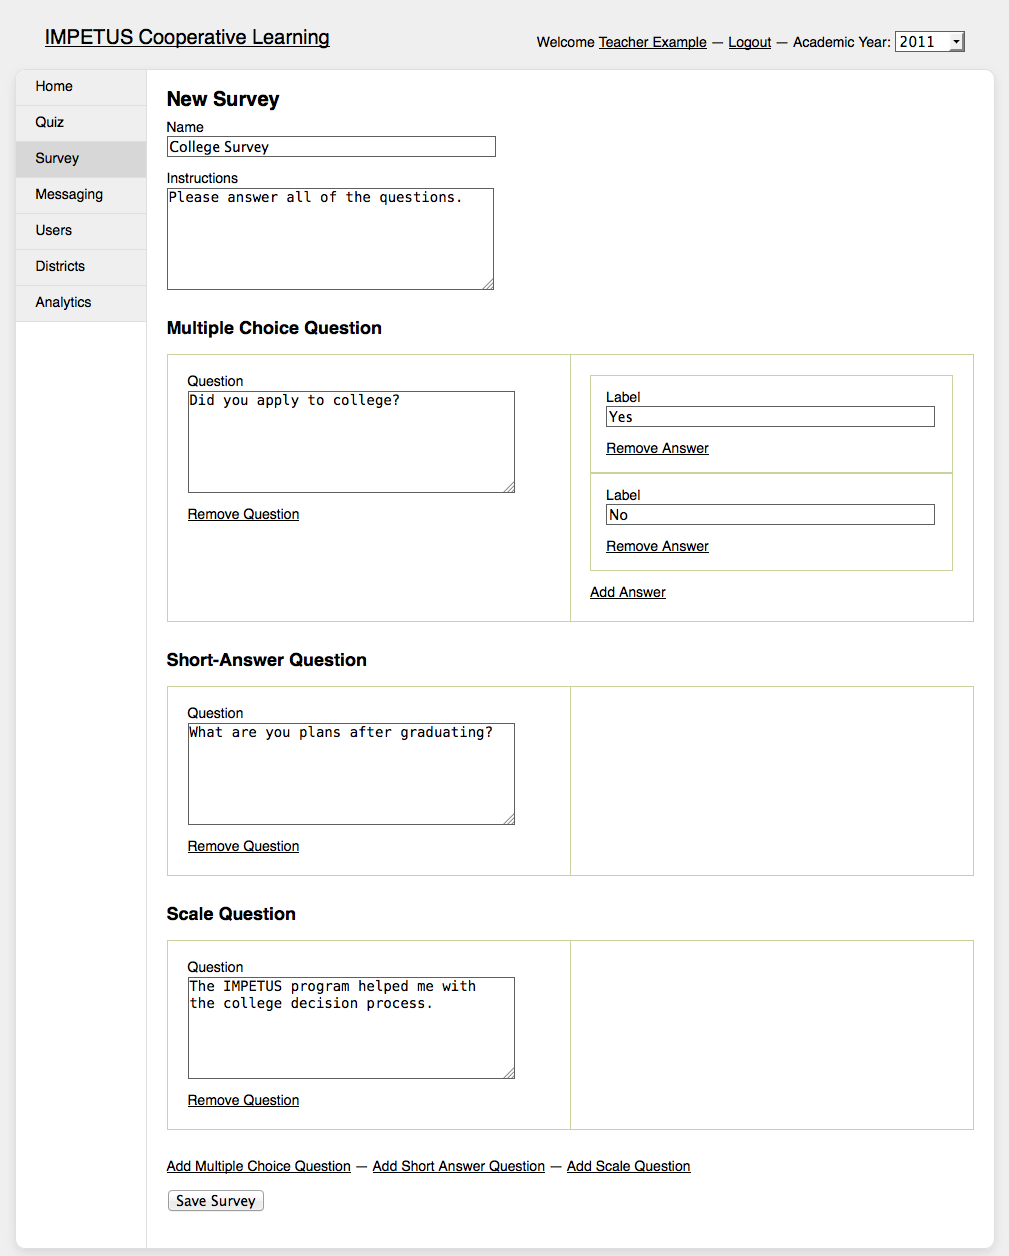 IMPETUS Cooperative Learning
Welcome Teacher Example — Logout — Academic Year: 2011
Home
Quiz
Survey
Messaging
Users
Districts
Analytics
New Survey
Name
College Survey
Instructions
Please answer all of the questions.
Multiple Choice Question
Question
Did you apply to college?
Remove Question
Label
Yes
Remove Answer
Label
No
Remove Answer
Add Answer
Short-Answer Question
Question
What are you plans after graduating?
Remove Question
Scale Question
Question
The IMPETUS program helped me with
the college decision process.
Remove Question
Add Multiple Choice Question — Add Short Answer Question — Add Scale Question
Save Survey